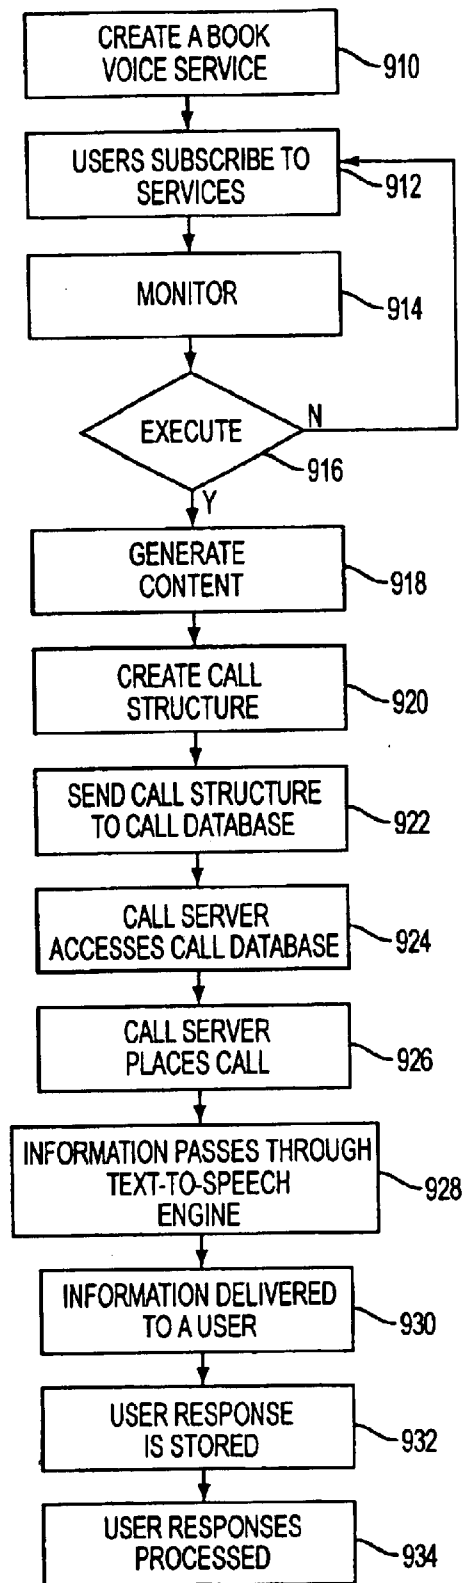 CREATE A BOOK
VOICE SERVICE
910
USERS SUBSCRIBE TO
SERVICES
912
MONITOR
914
EXECUTE
N
916
Y
GENERATE
CONTENT
918
CREATE CALL
STRUCTURE
920
SEND CALL STRUCTURE
TO CALL DATABASE
922
CALL SERVER
ACCESSES CALL DATABASE
924
CALL SERVER
PLACES CALL
926
INFORMATION PASSES THROUGH
TEXT-TO-SPEECH
ENGINE
928
INFORMATION DELIVERED
TO A USER
930
USER RESPONSE
IS STORED
932
USER RESPONSES
PROCESSED
934